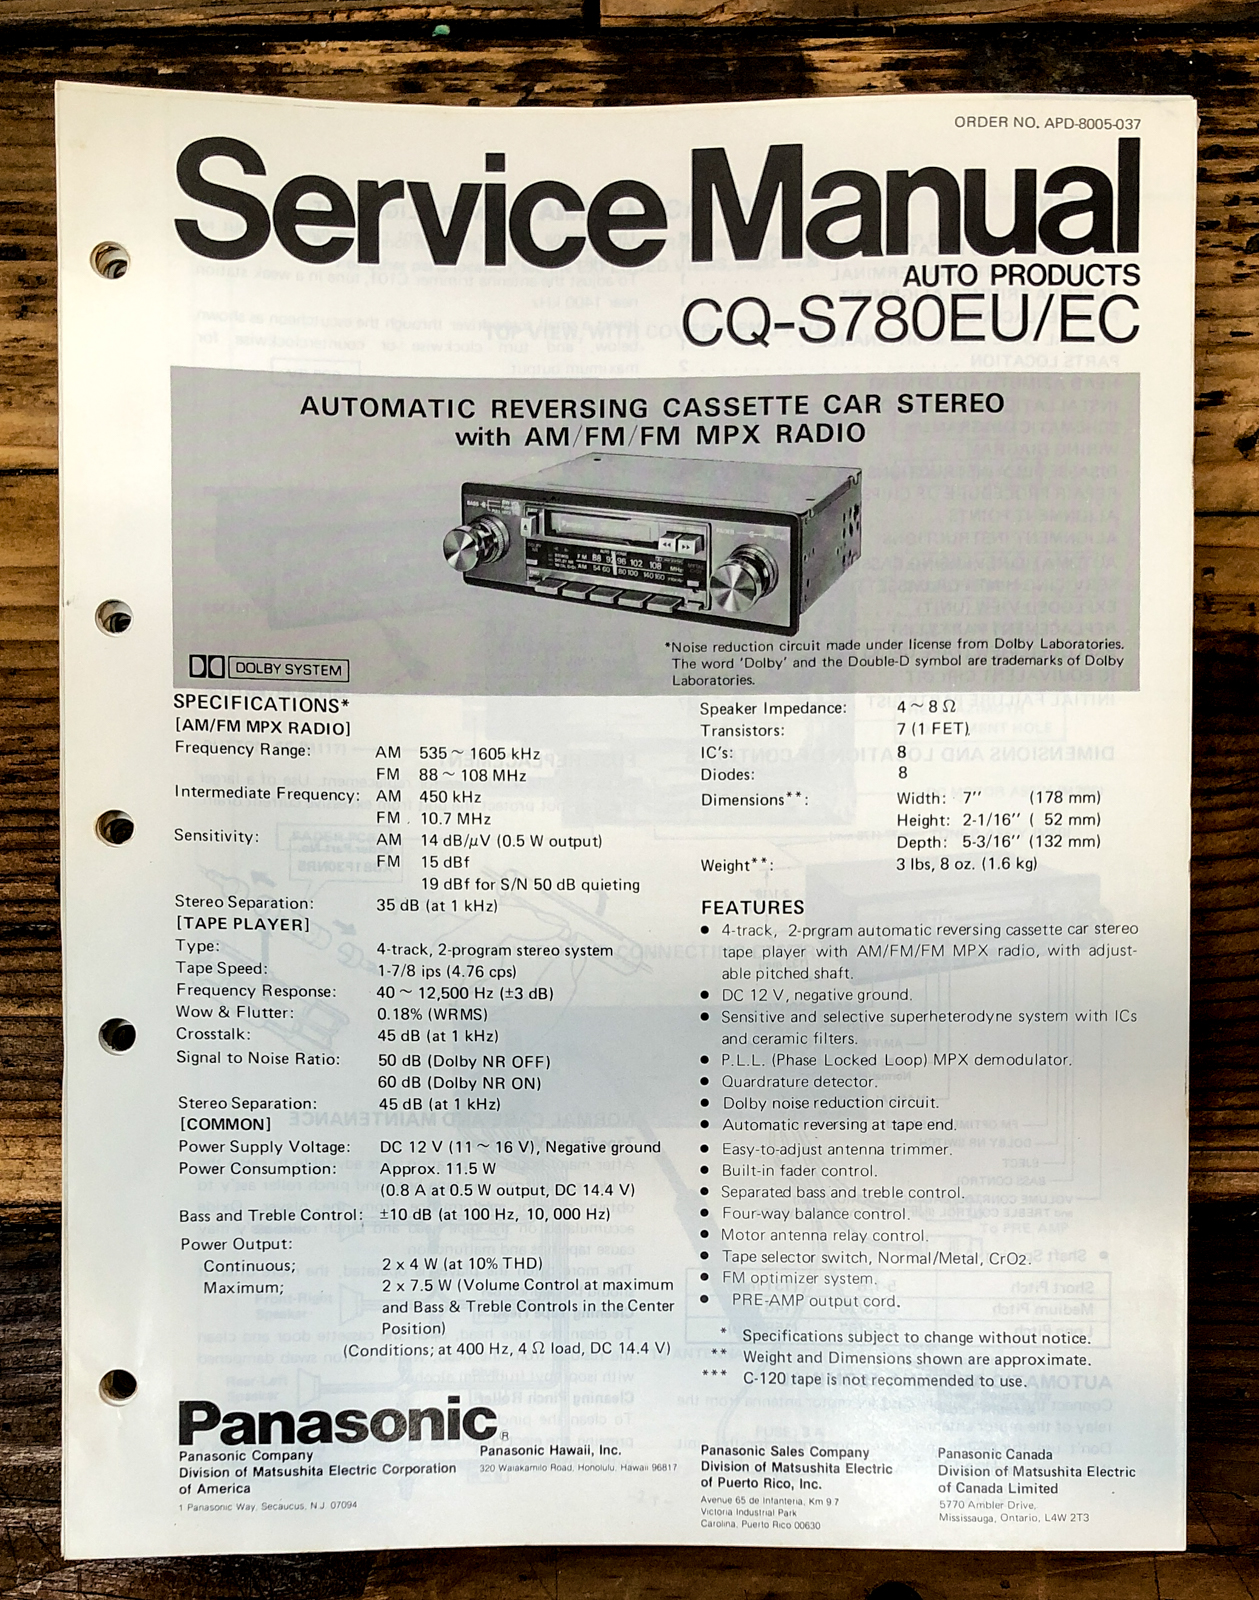 ORDER NO. APD-8005-037
Service Manual
AUTO PRODUCTS
CQ-S780EU/EC
AUTOMATIC REVERSING CASSETTE CAR STEREO
with AM/FM/FM MPX RADIO
*Noise reduction circuit made under license from Dolby Laboratories.
The word 'Dolby' and the Double-D symbol are trademarks of Dolby
Laboratories.
DOLBY SYSTEM
SPECIFICATIONS*
[AM/FM MPX RADIO]
Frequency Range: AM 535 ~ 1605 kHz
FM 88 ~ 108 MHz
Intermediate Frequency: AM 450 kHz
FM 10.7 MHz
Sensitivity: AM 14 dB/μV (0.5 W output)
FM 15 dBf
19 dBf for S/N 50 dB quieting
Stereo Separation: 35 dB (at 1 kHz)
[TAPE PLAYER]
Type: 4-track, 2-program stereo system
Tape Speed: 1-7/8 ips (4.76 cps)
Frequency Response: 40 ~ 12,500 Hz (±3 dB)
Wow & Flutter: 0.18% (WRMS)
Crosstalk: 45 dB (at 1 kHz)
Signal to Noise Ratio: 50 dB (Dolby NR OFF)
60 dB (Dolby NR ON)
Stereo Separation: 45 dB (at 1 kHz)
[COMMON]
Power Supply Voltage: DC 12 V (11 ~ 16 V), Negative ground
Power Consumption: Approx. 11.5 W
(0.8 A at 0.5 W output, DC 14.4 V)
Bass and Treble Control: ±10 dB (at 100 Hz, 10, 000 Hz)
Power Output:
Continuous; 2 x 4 W (at 10% THD)
Maximum; 2 x 7.5 W (Volume Control at maximum
and Bass & Treble Controls in the Center
Position)
(Conditions; at 400 Hz, 4 Ω load, DC 14.4 V)
Speaker Impedance: 4 ~ 8 Ω
Transistors: 7 (1 FET)
IC's: 8
Diodes: 8
Dimensions**: Width: 7'' (178 mm)
Height: 2-1/16'' ( 52 mm)
Depth: 5-3/16'' (132 mm)
Weight**: 3 lbs, 8 oz. (1.6 kg)
FEATURES
● 4-track, 2-prgram automatic reversing cassette car stereo
tape player with AM/FM/FM MPX radio, with adjust-
able pitched shaft.
● DC 12 V, negative ground.
● Sensitive and selective superheterodyne system with ICs
and ceramic filters.
● P.L.L. (Phase Locked Loop) MPX demodulator.
● Quardrature detector.
● Dolby noise reduction circuit.
● Automatic reversing at tape end.
● Easy-to-adjust antenna trimmer.
● Built-in fader control.
● Separated bass and treble control.
● Four-way balance control.
● Motor antenna relay control.
● Tape selector switch, Normal/Metal, CrO2.
● FM optimizer system.
● PRE-AMP output cord.
* Specifications subject to change without notice.
** Weight and Dimensions shown are approximate.
*** C-120 tape is not recommended to use.
Panasonic®
Panasonic Company
Division of Matsushita Electric Corporation
of America
1 Panasonic Way, Secaucus, N J 07094
Panasonic Hawaii, Inc.
320 Waiakamilo Road, Honolulu, Hawaii 96817
Panasonic Sales Company
Division of Matsushita Electric
of Puerto Rico, Inc.
Avenue 65 de Infanteria, Km 9 7
Victoria Industrial Park
Carolina, Puerto Rico 00630
Panasonic Canada
Division of Matsushita Electric
of Canada Limited
5770 Ambler Drive,
Mississauga, Ontario, L4W 2T3